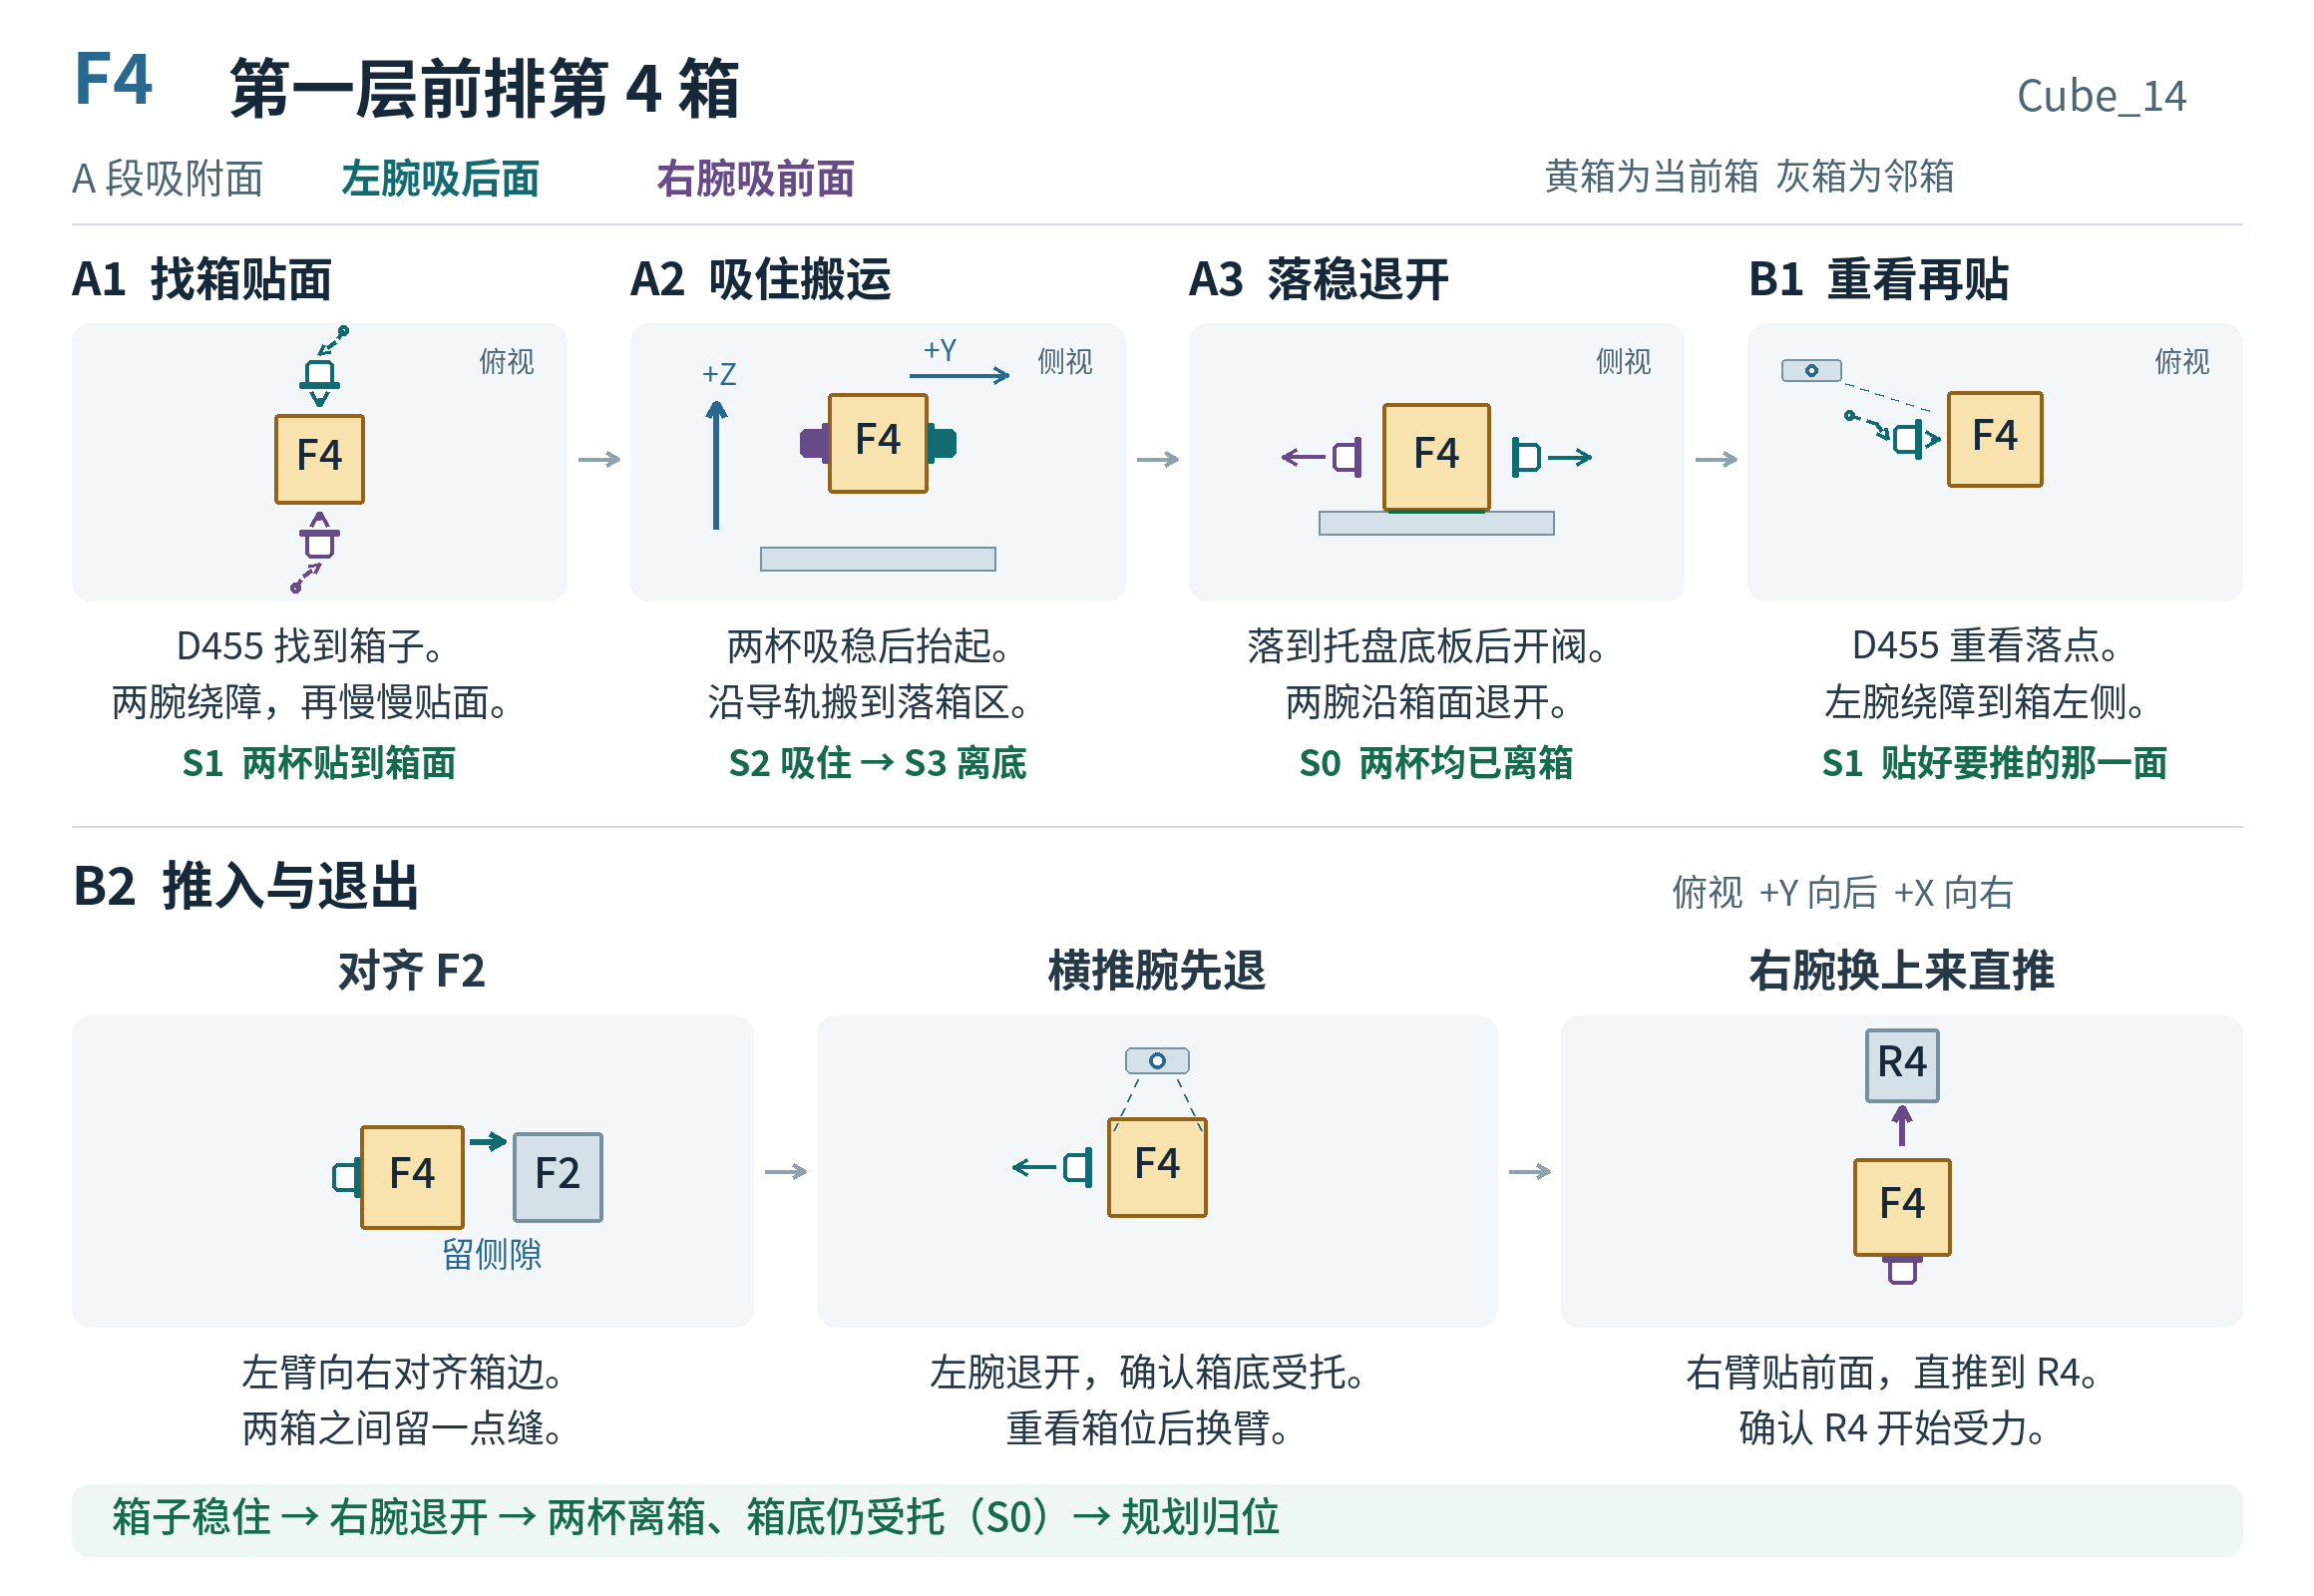 F4 第一层前排第 4 箱
Cube_14
A 段吸附面 左腕吸后面 右腕吸前面
黄箱为当前箱 灰箱为邻箱
A1 找箱贴面
俯视
F4
D455 找到箱子。
两腕绕障，再慢慢贴面。
S1 两杯贴到箱面
A2 吸住搬运
+Z
+Y
侧视
F4
两杯吸稳后抬起。
沿导轨搬到落箱区。
S2 吸住 → S3 离底
A3 落稳退开
侧视
F4
落到托盘底板后开阀。
两腕沿箱面退开。
S0 两杯均已离箱
B1 重看再贴
俯视
F4
D455 重看落点。
左腕绕障到箱左侧。
S1 贴好要推的那一面
B2 推入与退出
俯视 +Y 向后 +X 向右
对齐 F2
F4
F2
留侧隙
左臂向右对齐箱边。
两箱之间留一点缝。
横推腕先退
F4
左腕退开，确认箱底受托。
重看箱位后换臂。
右腕换上来直推
R4
F4
右臂贴前面，直推到 R4。
确认 R4 开始受力。
箱子稳住 → 右腕退开 → 两杯离箱、箱底仍受托（S0）→ 规划归位